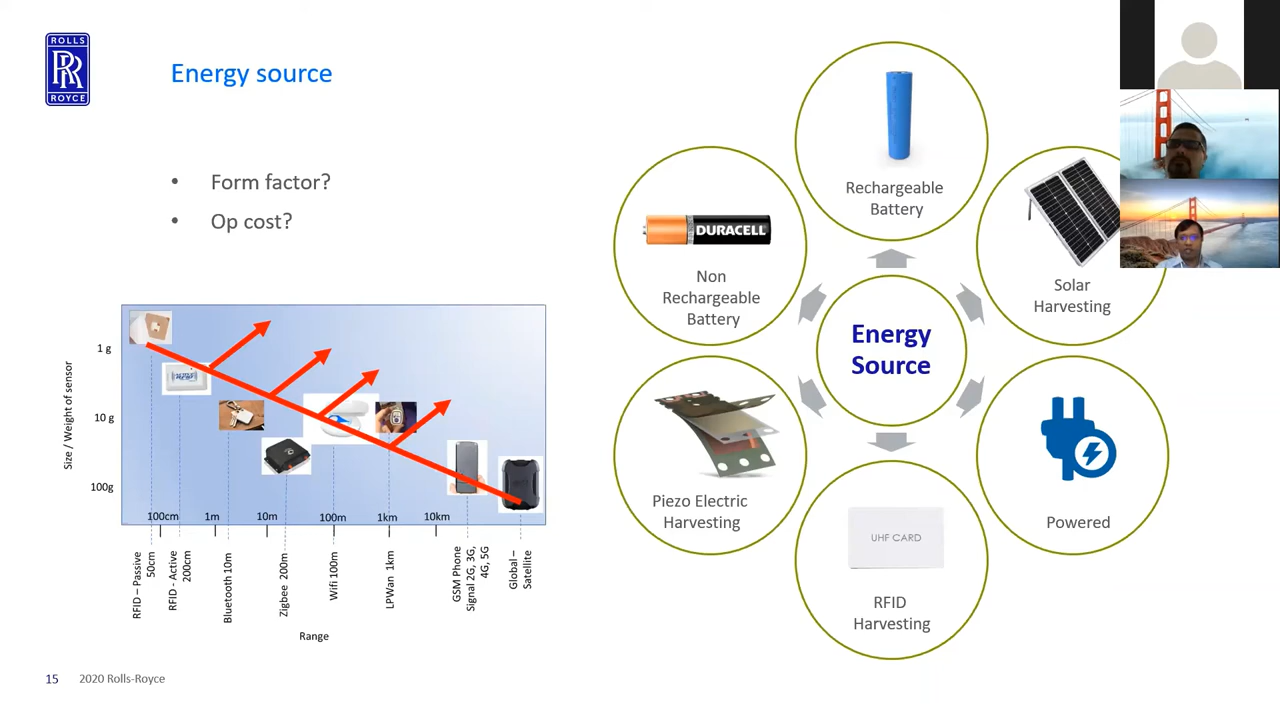 ROLLS
RR
ROYCE
Energy source
• Form factor?
• Op cost?
Size / Weight of sensor
1 g
10 g
100g
100cm
1m
10m
100m
1km
10km
RFID – Passive
50cm
RFID - Active
200cm
Bluetooth 10m
Zigbee 200m
Wifi 100m
LPWan 1km
GSM Phone
Signal 2G, 3G,
4G, 5G
Global –
Satellite
Range
Rechargeable
Battery
DURACELL
Non
Rechargeable
Battery
Solar
Harvesting
Energy
Source
Piezo Electric
Harvesting
Powered
UHF CARD
RFID
Harvesting
15
2020 Rolls-Royce